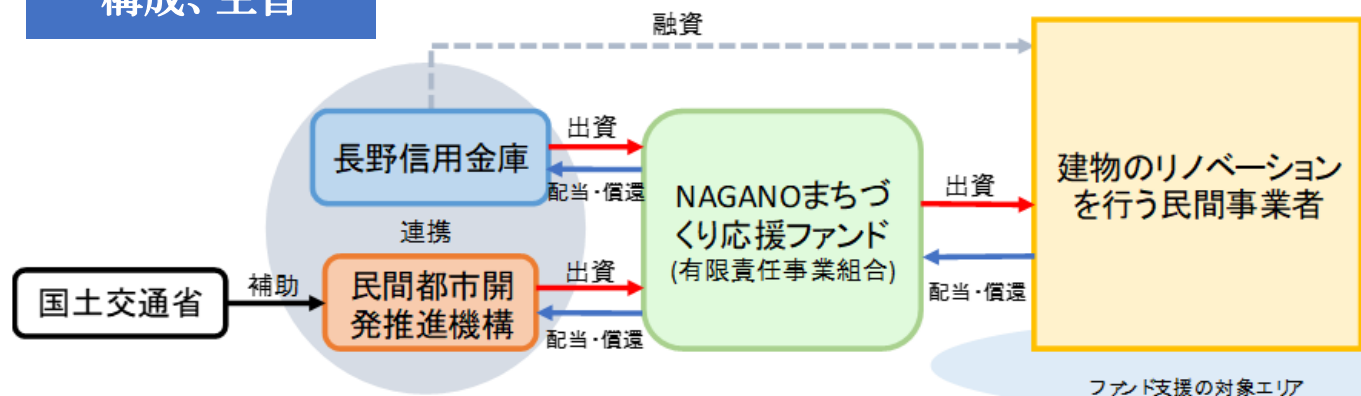 構成、主旨
融資
長野信用金庫
出資
配当・償還
連携
国土交通省
補助
民間都市開
発推進機構
出資
配当・償還
NAGANOまちづ
くり応援ファンド
(有限責任事業組合)
出資
配当・償還
建物のリノベーション
を行う民間事業者
ファンド支援の対象エリア